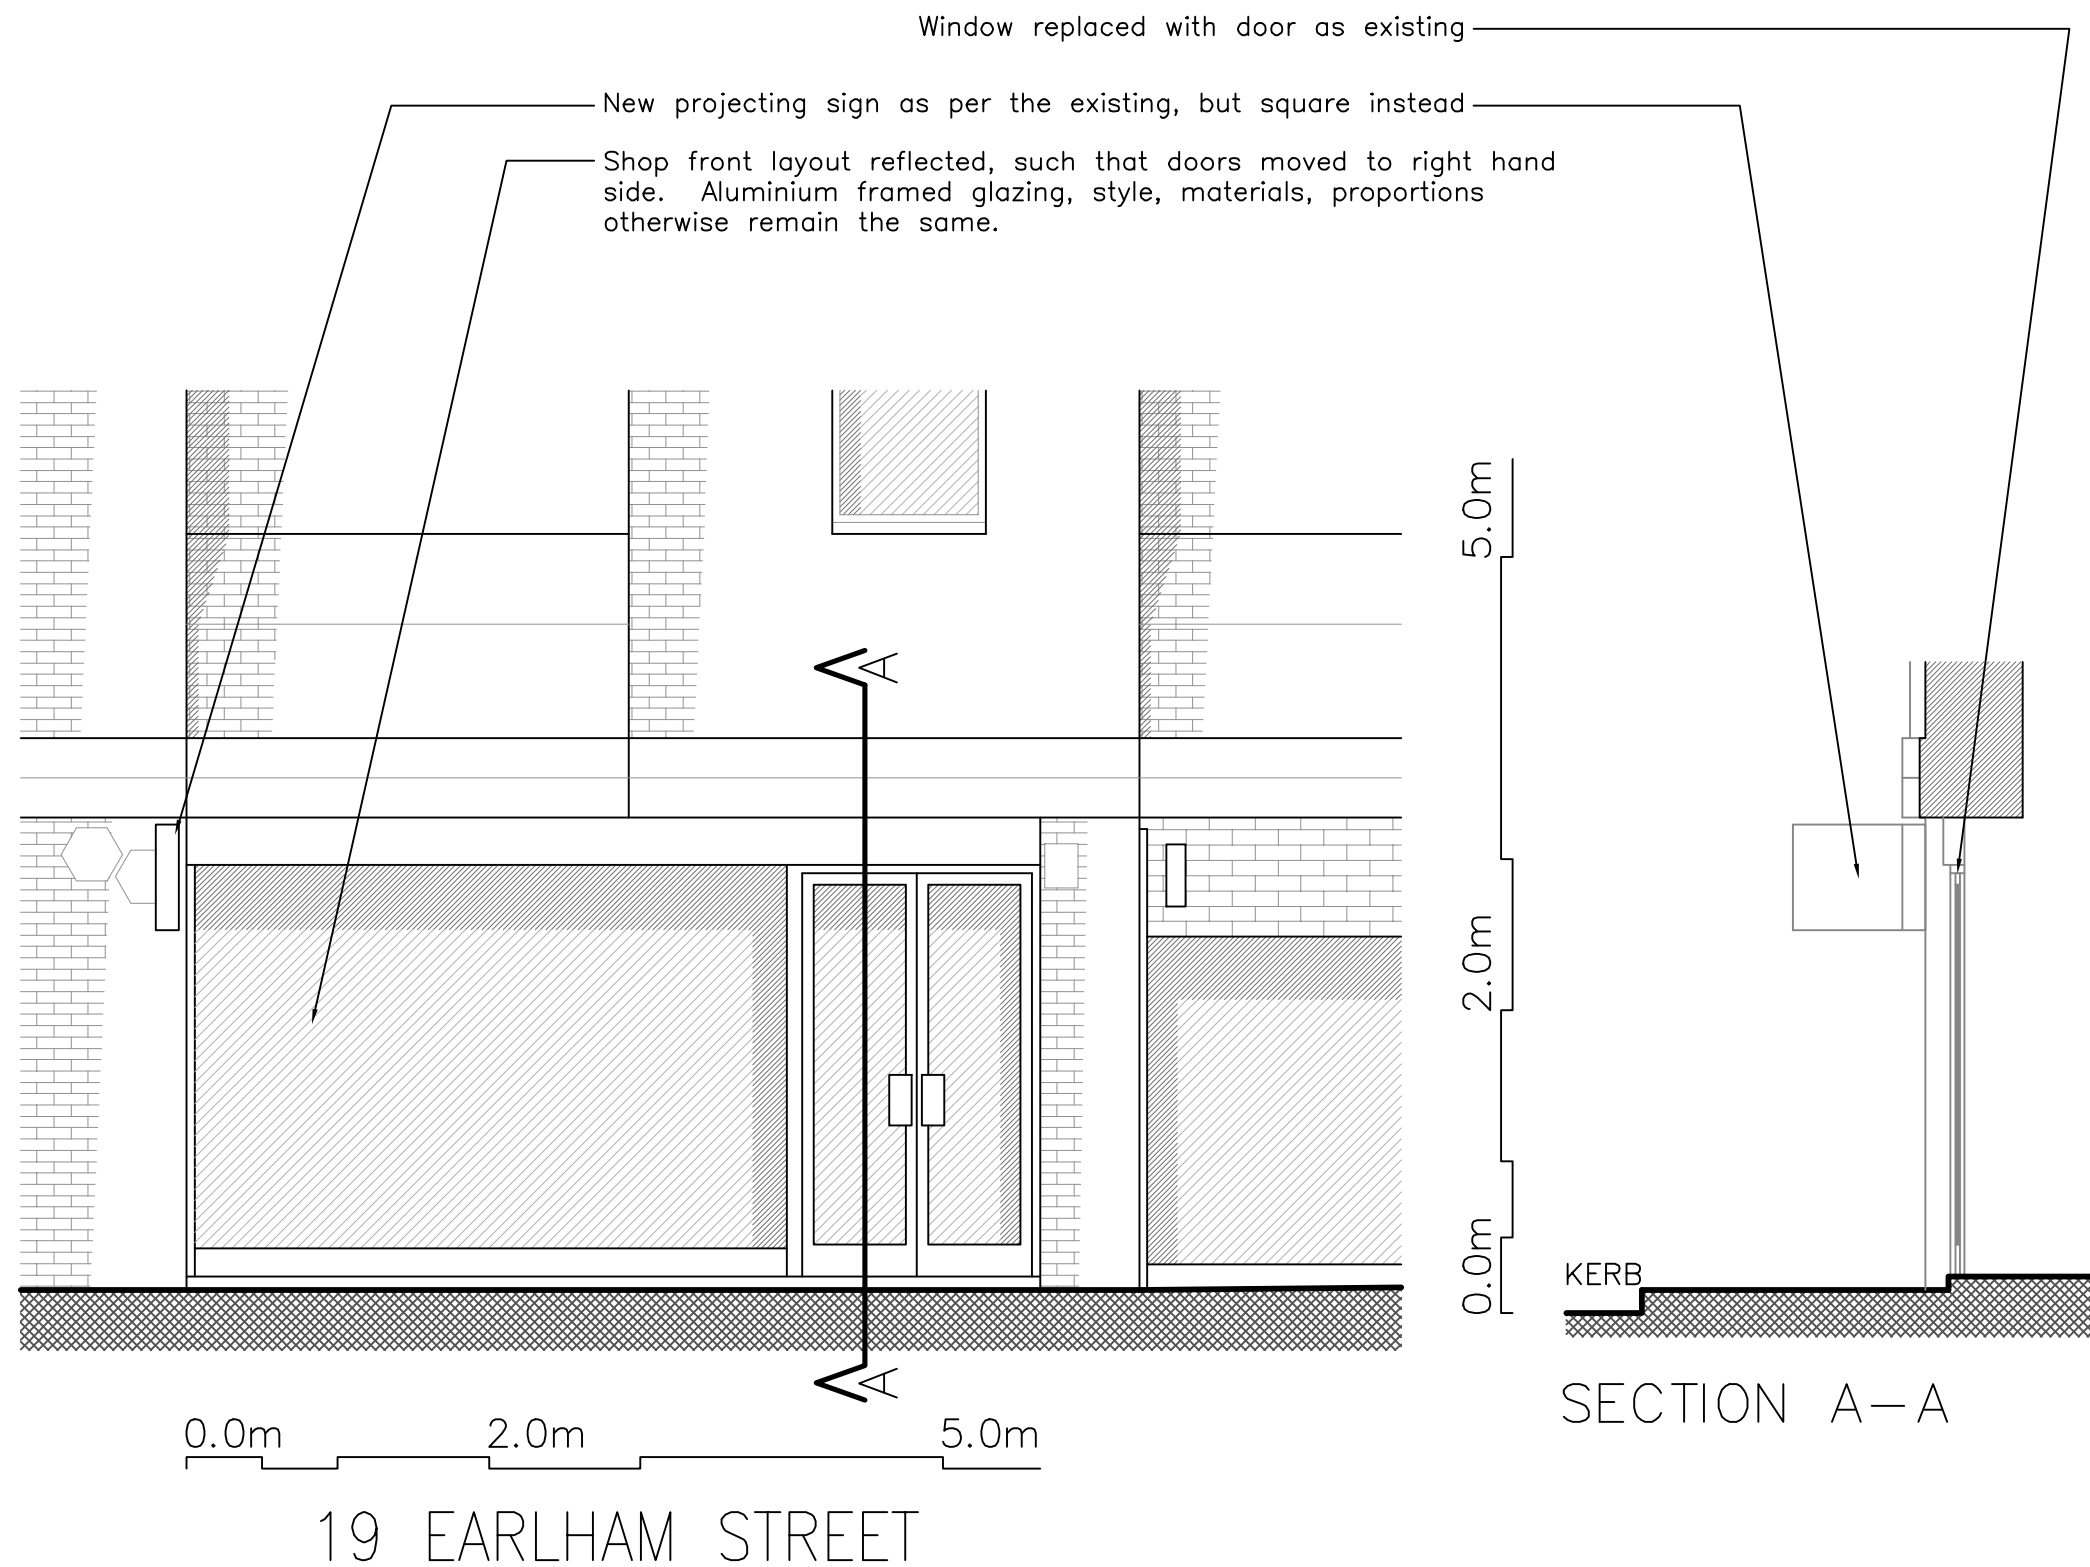 Window replaced with door as existing
New projecting sign as per the existing, but square instead
Shop front layout reflected, such that doors moved to right hand
side. Aluminium framed glazing, style, materials, proportions
otherwise remain the same.
A
A
5.0m
2.0m
0.0m
KERB
SECTION A-A
0.0m 2.0m 5.0m
19 EARLHAM STREET